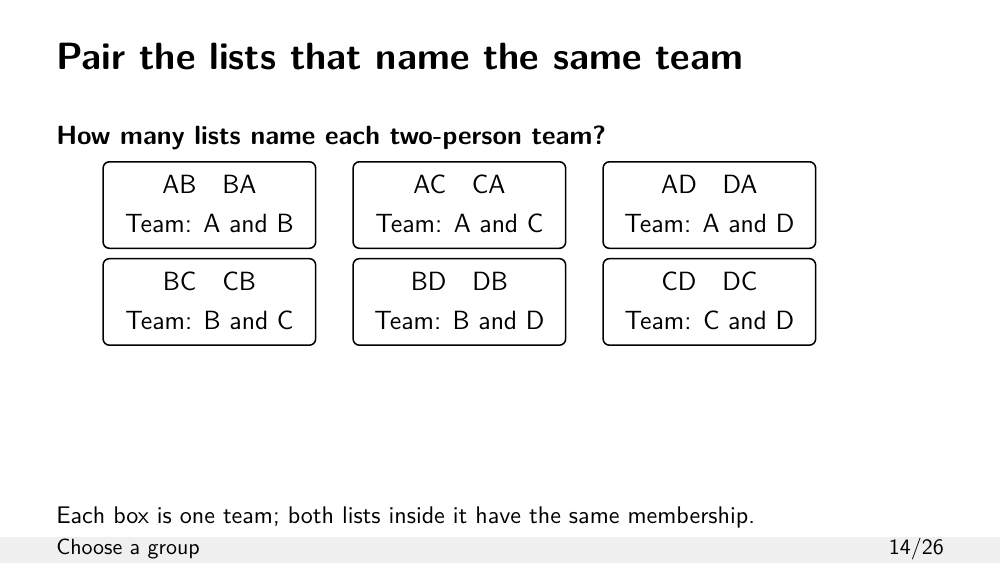 Pair the lists that name the same team
How many lists name each two-person team?
AB BA
Team: A and B
AC CA
Team: A and C
AD DA
Team: A and D
BC CB
Team: B and C
BD DB
Team: B and D
CD DC
Team: C and D
Each box is one team; both lists inside it have the same membership.
Choose a group
14/26